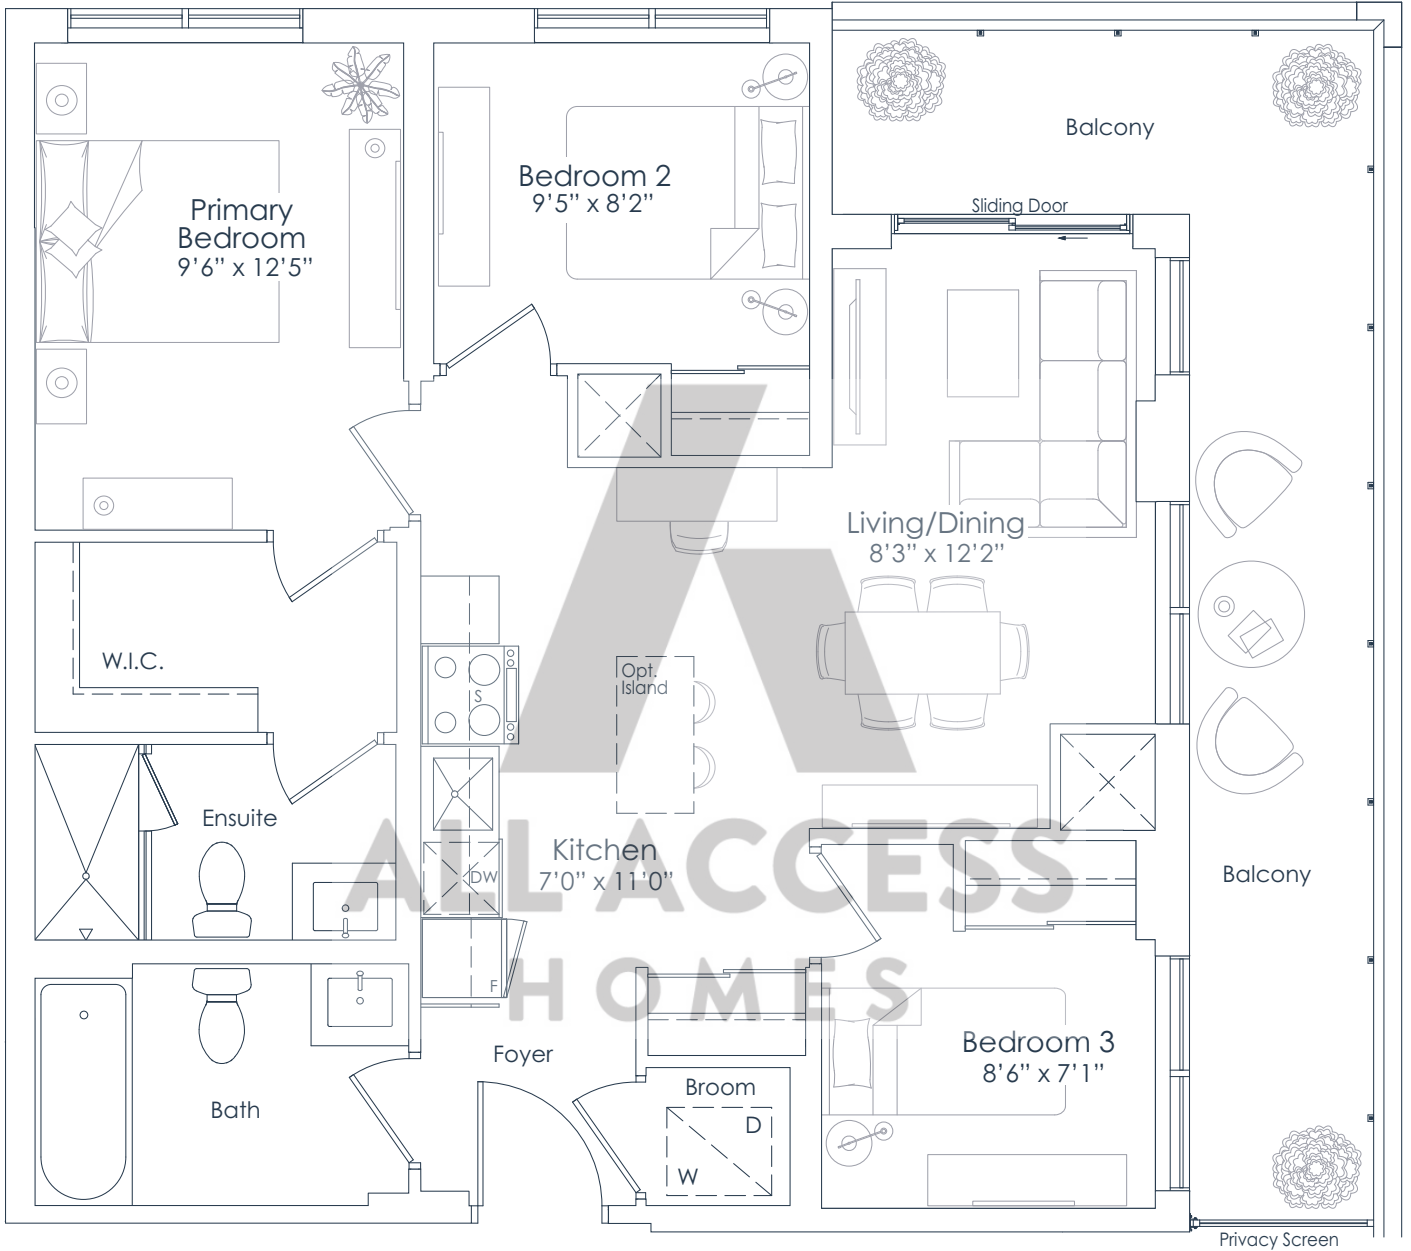 Balcony
Bedroom 2
9'5" x 8'2"
Primary
Bedroom
9'6" x 12'5"
Sliding Door
Living/Dining
8'3" x 12'2"
W.I.C.
Opt.
Island
S
Ensuite
Kitchen
7'0" x 11'0"
DW
ALL ACCESS
HOMES
Balcony
F
Foyer
Bedroom 3
8'6" x 7'1"
Broom
D
W
Bath
Privacy Screen